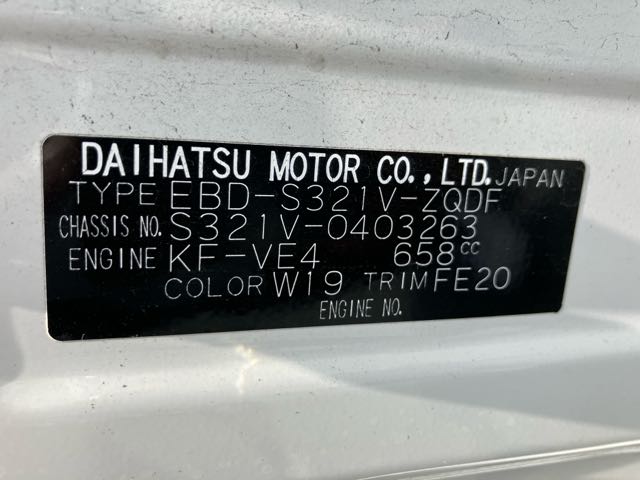 DAIHATSU MOTOR CO.,LTD. JAPAN
TYPE EBD-S321V-ZQDF
CHASSIS NO. S321V-0403263
ENGINE KF-VE4 658CC
COLOR W19 TRIM FE20
ENGINE NO.